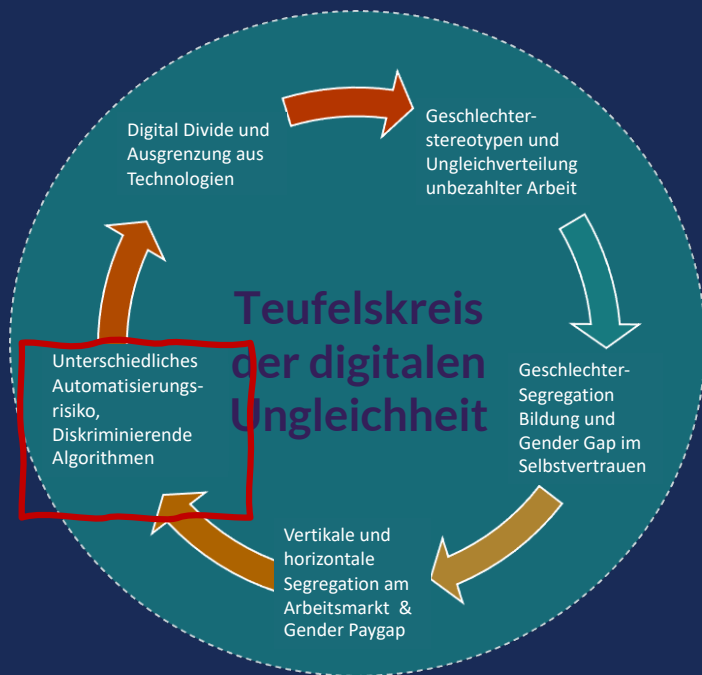 Digital Divide und
Ausgrenzung aus
Technologien
Geschlechter-
stereotypen und
Ungleichverteilung
unbezahlter Arbeit
Teufelskreis
der digitalen
Ungleichheit
Geschlechter-
Segregation
Bildung und
Gender Gap im
Selbstvertrauen
Vertikale und
horizontale
Segregation am
Arbeitsmarkt &
Gender Paygap
Unterschiedliches
Automatisierungs-
risiko,
Diskriminierende
Algorithmen